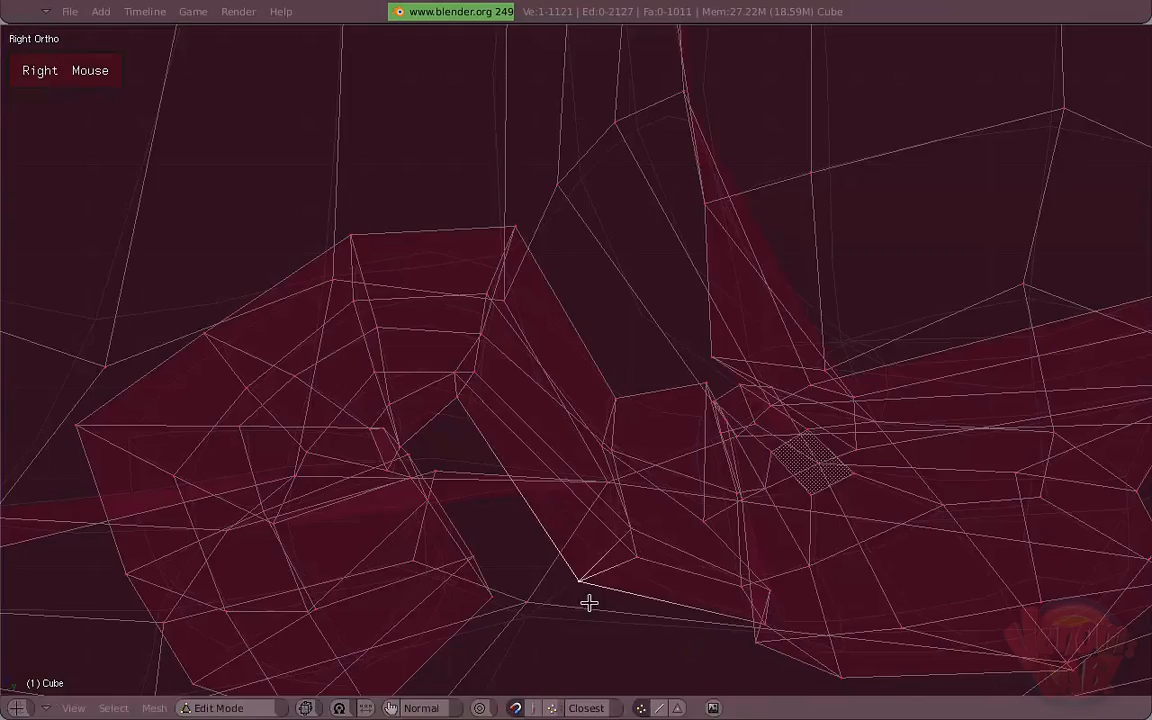 File Add Timeline Game Render Help www.blender.org 249 Ve:1-1121 | Ed:0-2127 | Fa:0-1011 | Mem:27.22M (18.59M) Cube
Right Ortho
Right Mouse
(1) Cube
View Select Mesh Edit Mode Normal Closest